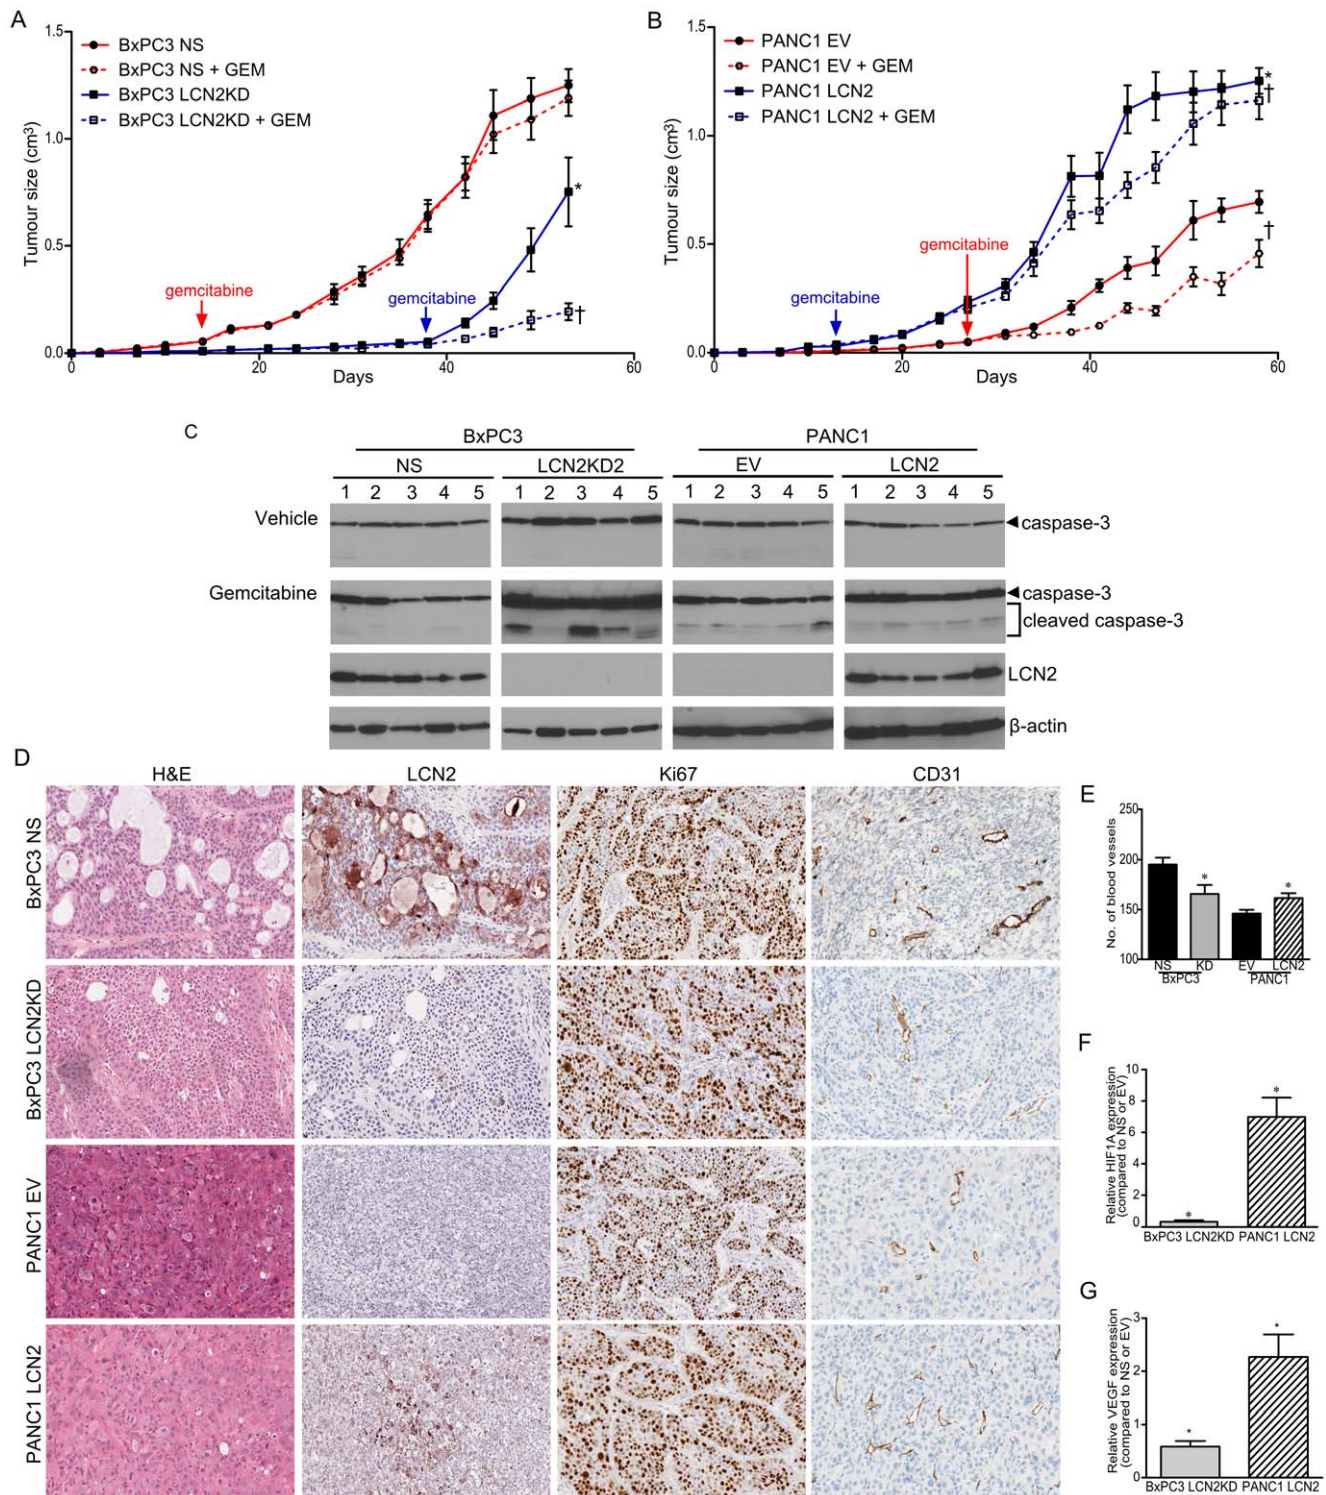 A
1.5
1.0
0.5
0.0
Tumour size (cm³)
BxPC3 NS
BxPC3 NS + GEM
BxPC3 LCN2KD
BxPC3 LCN2KD + GEM
gemcitabine
gemcitabine
*
†
0
20
40
60
Days
B
1.5
1.0
0.5
0.0
Tumour size (cm³)
PANC1 EV
PANC1 EV + GEM
PANC1 LCN2
PANC1 LCN2 + GEM
gemcitabine
gemcitabine
*
†
†
0
20
40
60
Days
C
BxPC3
PANC1
NS
LCN2KD2
EV
LCN2
1 2 3 4 5
1 2 3 4 5
1 2 3 4 5
1 2 3 4 5
Vehicle
caspase-3
Gemcitabine
caspase-3
cleaved caspase-3
LCN2
β-actin
D
H&E
LCN2
Ki67
CD31
BxPC3 NS
BxPC3 LCN2KD
PANC1 EV
PANC1 LCN2
E
No. of blood vessels
250
200
150
100
*
*
NS
KD
EV
LCN2
BxPC3
PANC1
F
Relative HIF1A expression
(compared to NS or EV)
10
8
6
4
2
0
*
*
BxPC3 LCN2KD
PANC1 LCN2
G
Relative VEGF expression
(compared to NS or EV)
3
2
1
0
*
*
BxPC3 LCN2KD
PANC1 LCN2